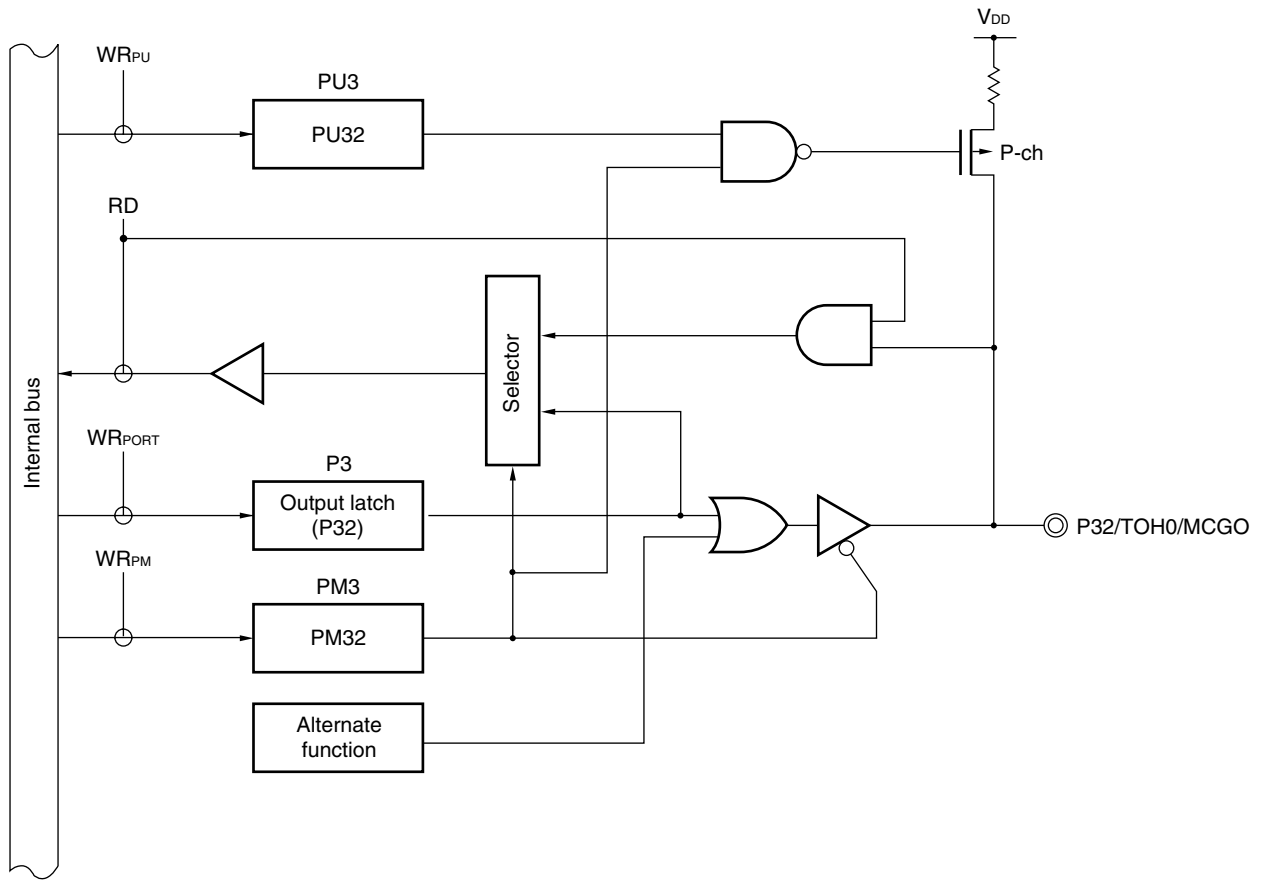 VDD
WRPU
PU3
PU32
P-ch
RD
Selector
Internal bus
WRPORT
P3
Output latch
(P32)
P32/TOH0/MCGO
WRPM
PM3
PM32
Alternate
function